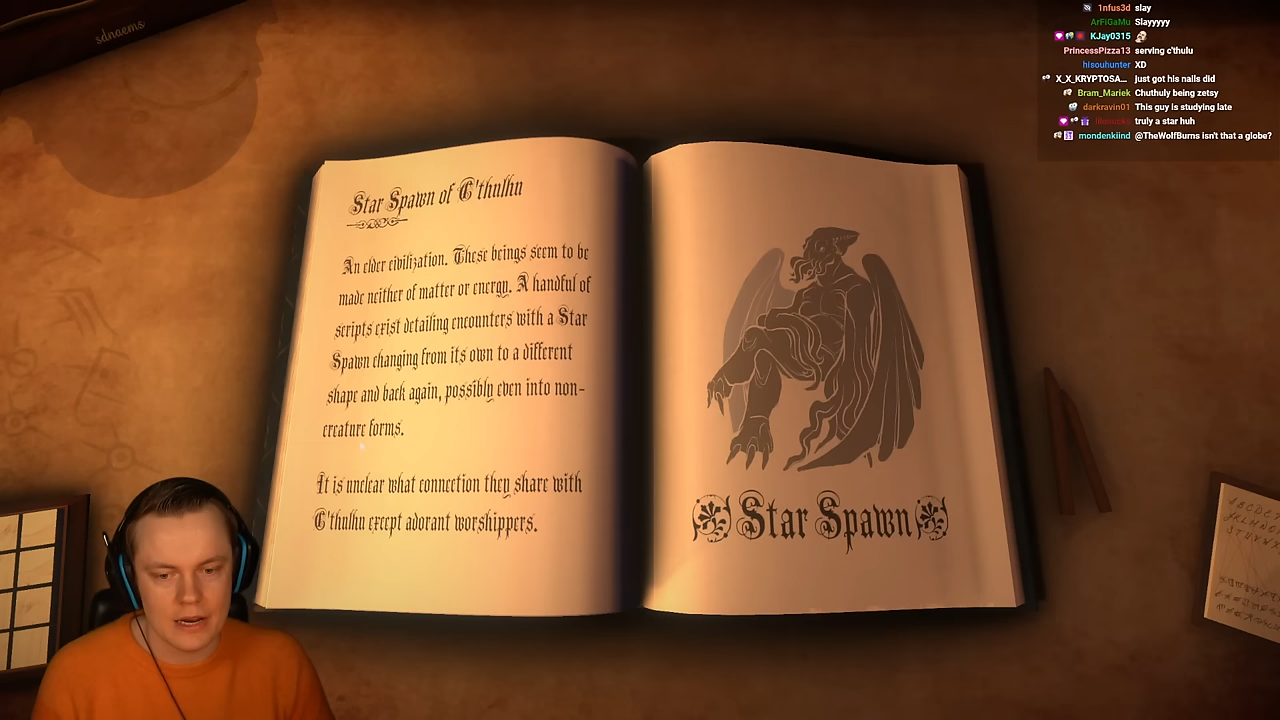 sdnaems
1nfus3d slay
ArFiGaMu Slayyyyy
KJay0315
PrincessPizza13 serving c'thulu
hisouhunter XD
X_X_KRYPTOSA... Just got his nails did
Bram_Mariek Chuthuly being zetsy
darkravin01 This guy is studying late
truly a star huh
mondenkiind @TheWolfBurns isn't that a globe?
Star Spawn of C'thulhu
An elder civilization. These beings seem to be
made neither of matter or energy. A handful of
scripts exist detailing encounters with a Star
Spawn changing from its own to a different
shape and back again, possibly even into non-
creature forms.
It is unclear what connection they share with
C'thulhu except adorant worshippers.
Star Spawn